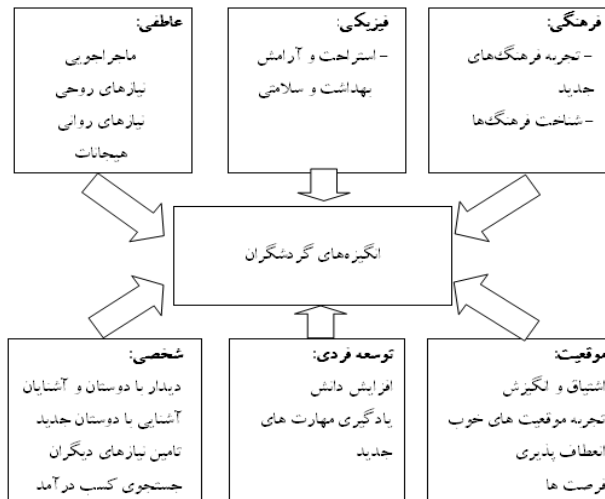 فرهنگی:
- تجربه فرهنگ‌های
جدید
- شناخت فرهنگ‌ها
فیزیکی:
- استراحت و آرامش
بهداشت و سلامتی
عاطفی:
ماجراجویی
نیازهای روحی
نیازهای روانی
هیجانات
انگیزه‌های گردشگران
موقعیت:
اشتیاق و انگیزش
تجربه موقعیت های خوب
انعطاف پذیری
فرصت ها
توسعه فردی:
افزایش دانش
یادگیری مهارت های
جدید
شخصی:
دیدار با دوستان و آشنایان
آشنایی با دوستان جدید
تامین نیازهای دیگران
جستجوی کسب درآمد